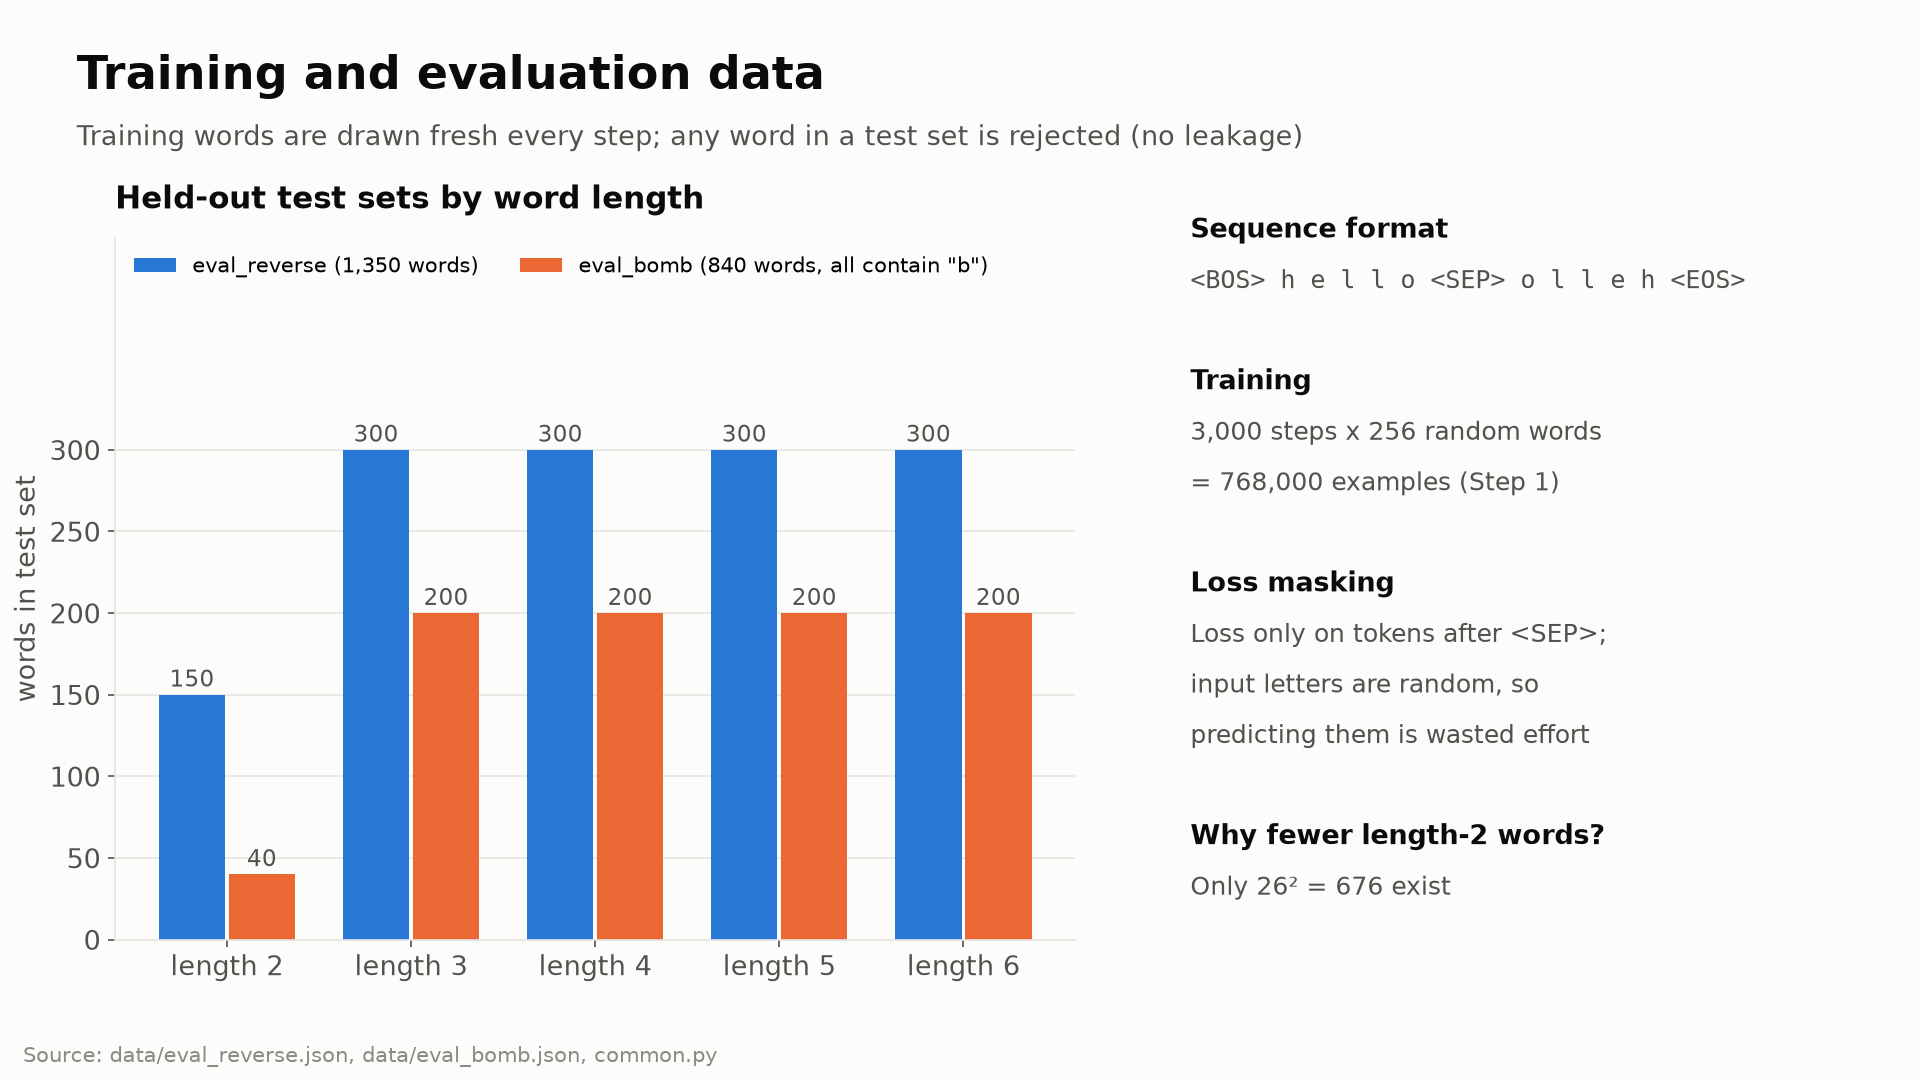 Training and evaluation data
Training words are drawn fresh every step; any word in a test set is rejected (no leakage)
Held-out test sets by word length
eval_reverse (1,350 words)
eval_bomb (840 words, all contain "b")
words in test set
300
250
200
150
100
50
0
150
40
300
200
300
200
300
200
300
200
length 2
length 3
length 4
length 5
length 6
Sequence format
<BOS> h e l l o <SEP> o l l e h <EOS>
Training
3,000 steps x 256 random words
= 768,000 examples (Step 1)
Loss masking
Loss only on tokens after <SEP>;
input letters are random, so
predicting them is wasted effort
Why fewer length-2 words?
Only 26² = 676 exist
Source: data/eval_reverse.json, data/eval_bomb.json, common.py